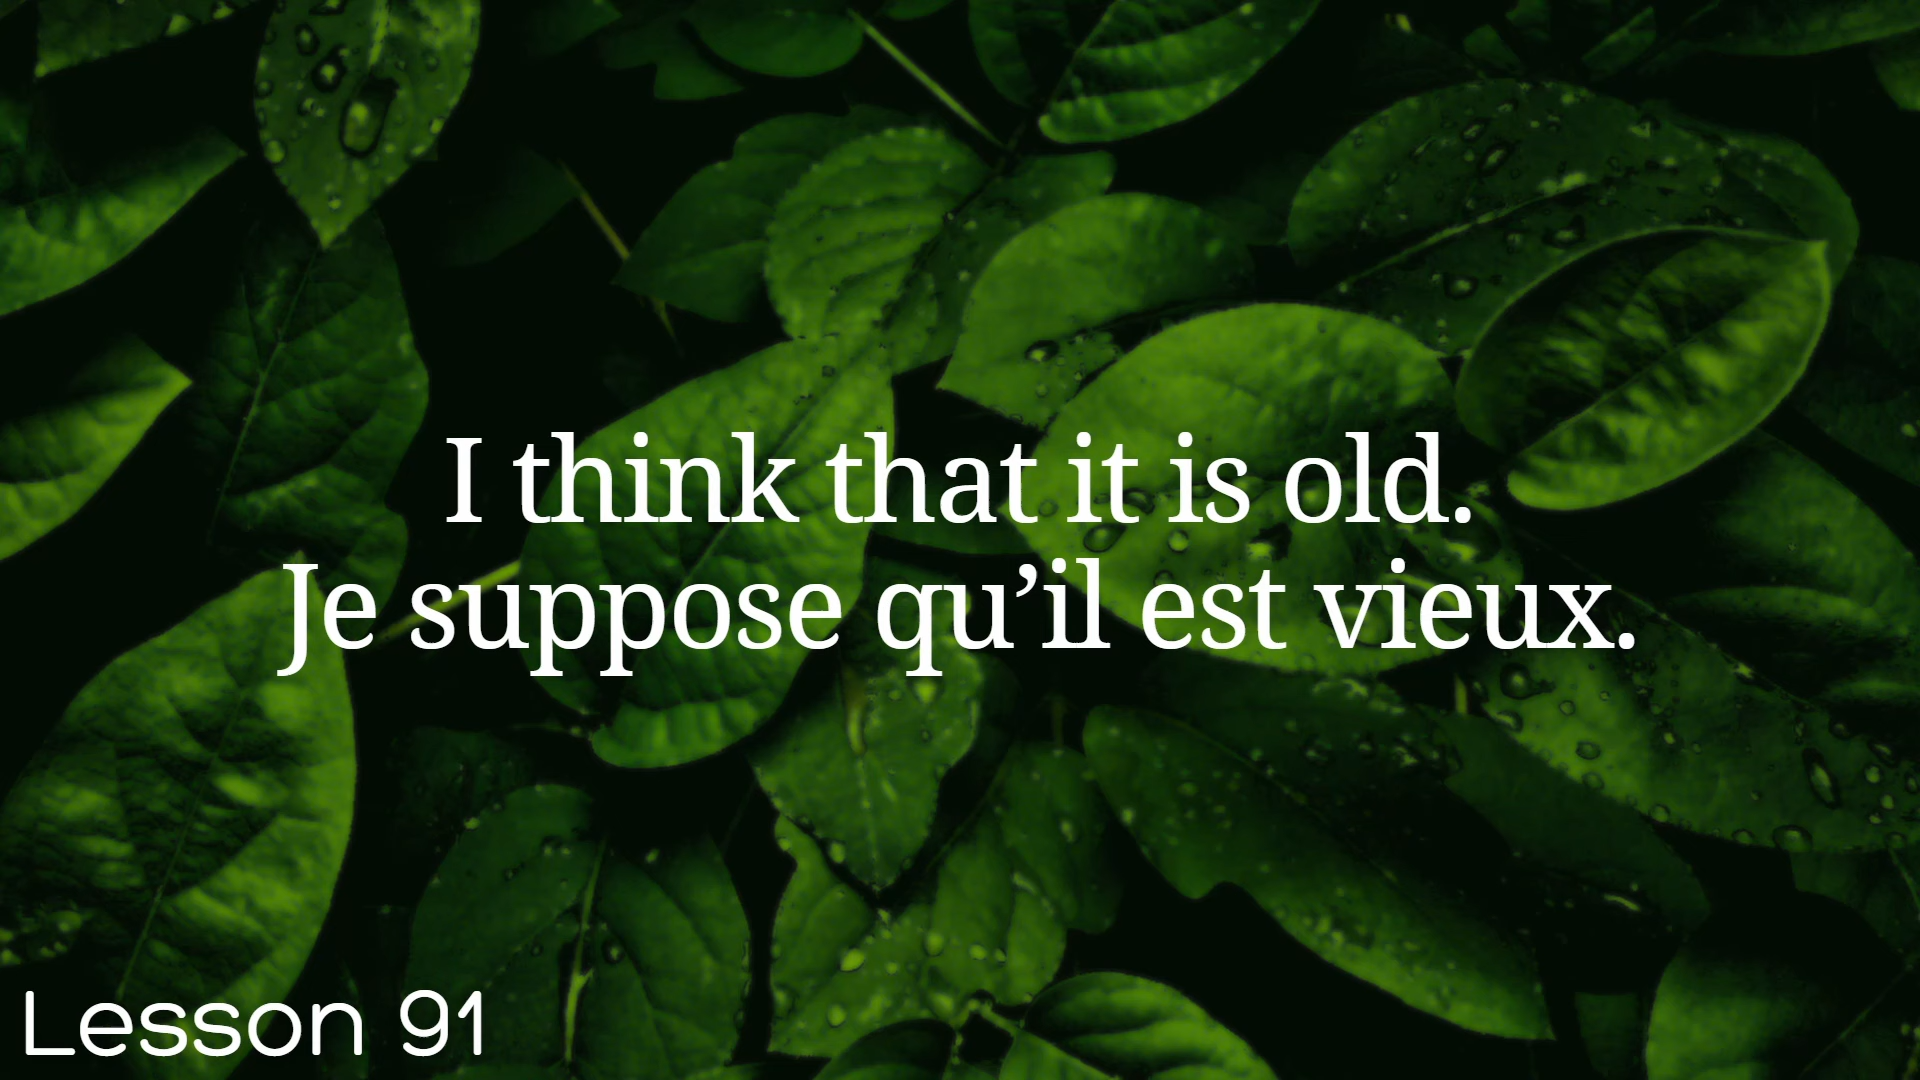 I think that it is old.
Je suppose qu’il est vieux.
Lesson 91